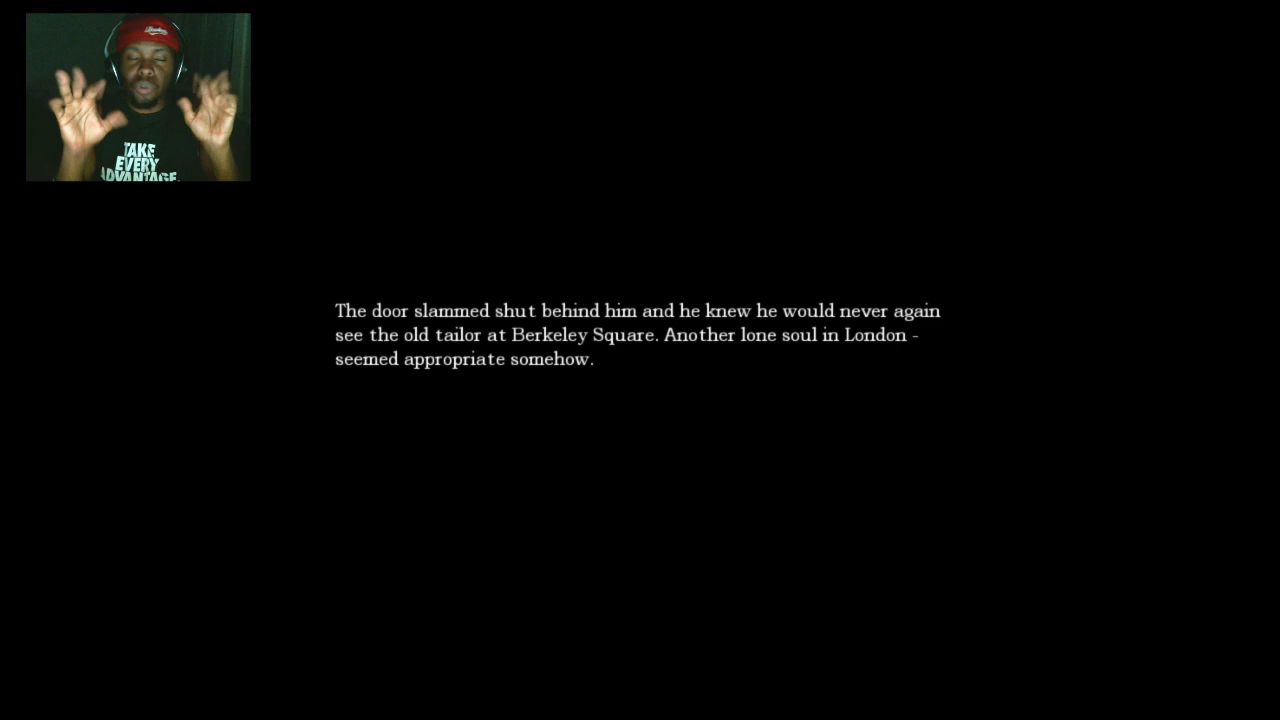 TAKE
EVERY
ADVANTAGE.
The door slammed shut behind him and he knew he would never again
see the old tailor at Berkeley Square. Another lone soul in London -
seemed appropriate somehow.